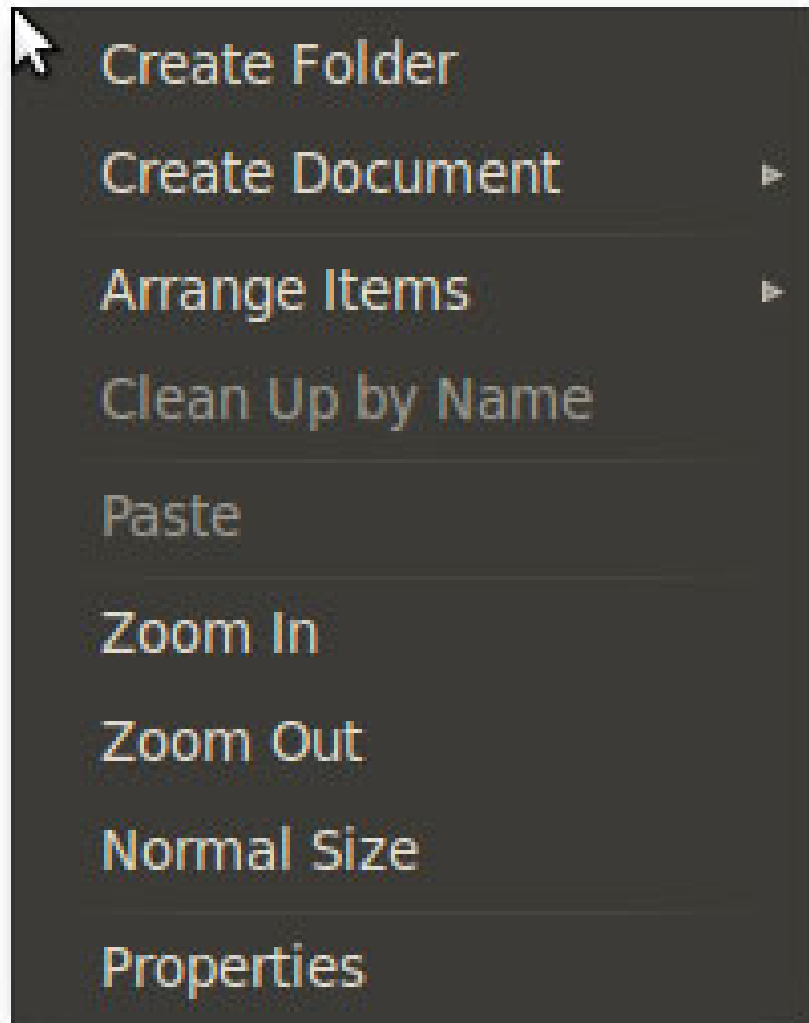 Create Folder
Create Document
Arrange Items
Clean Up by Name
Paste
Zoom In
Zoom Out
Normal Size
Properties